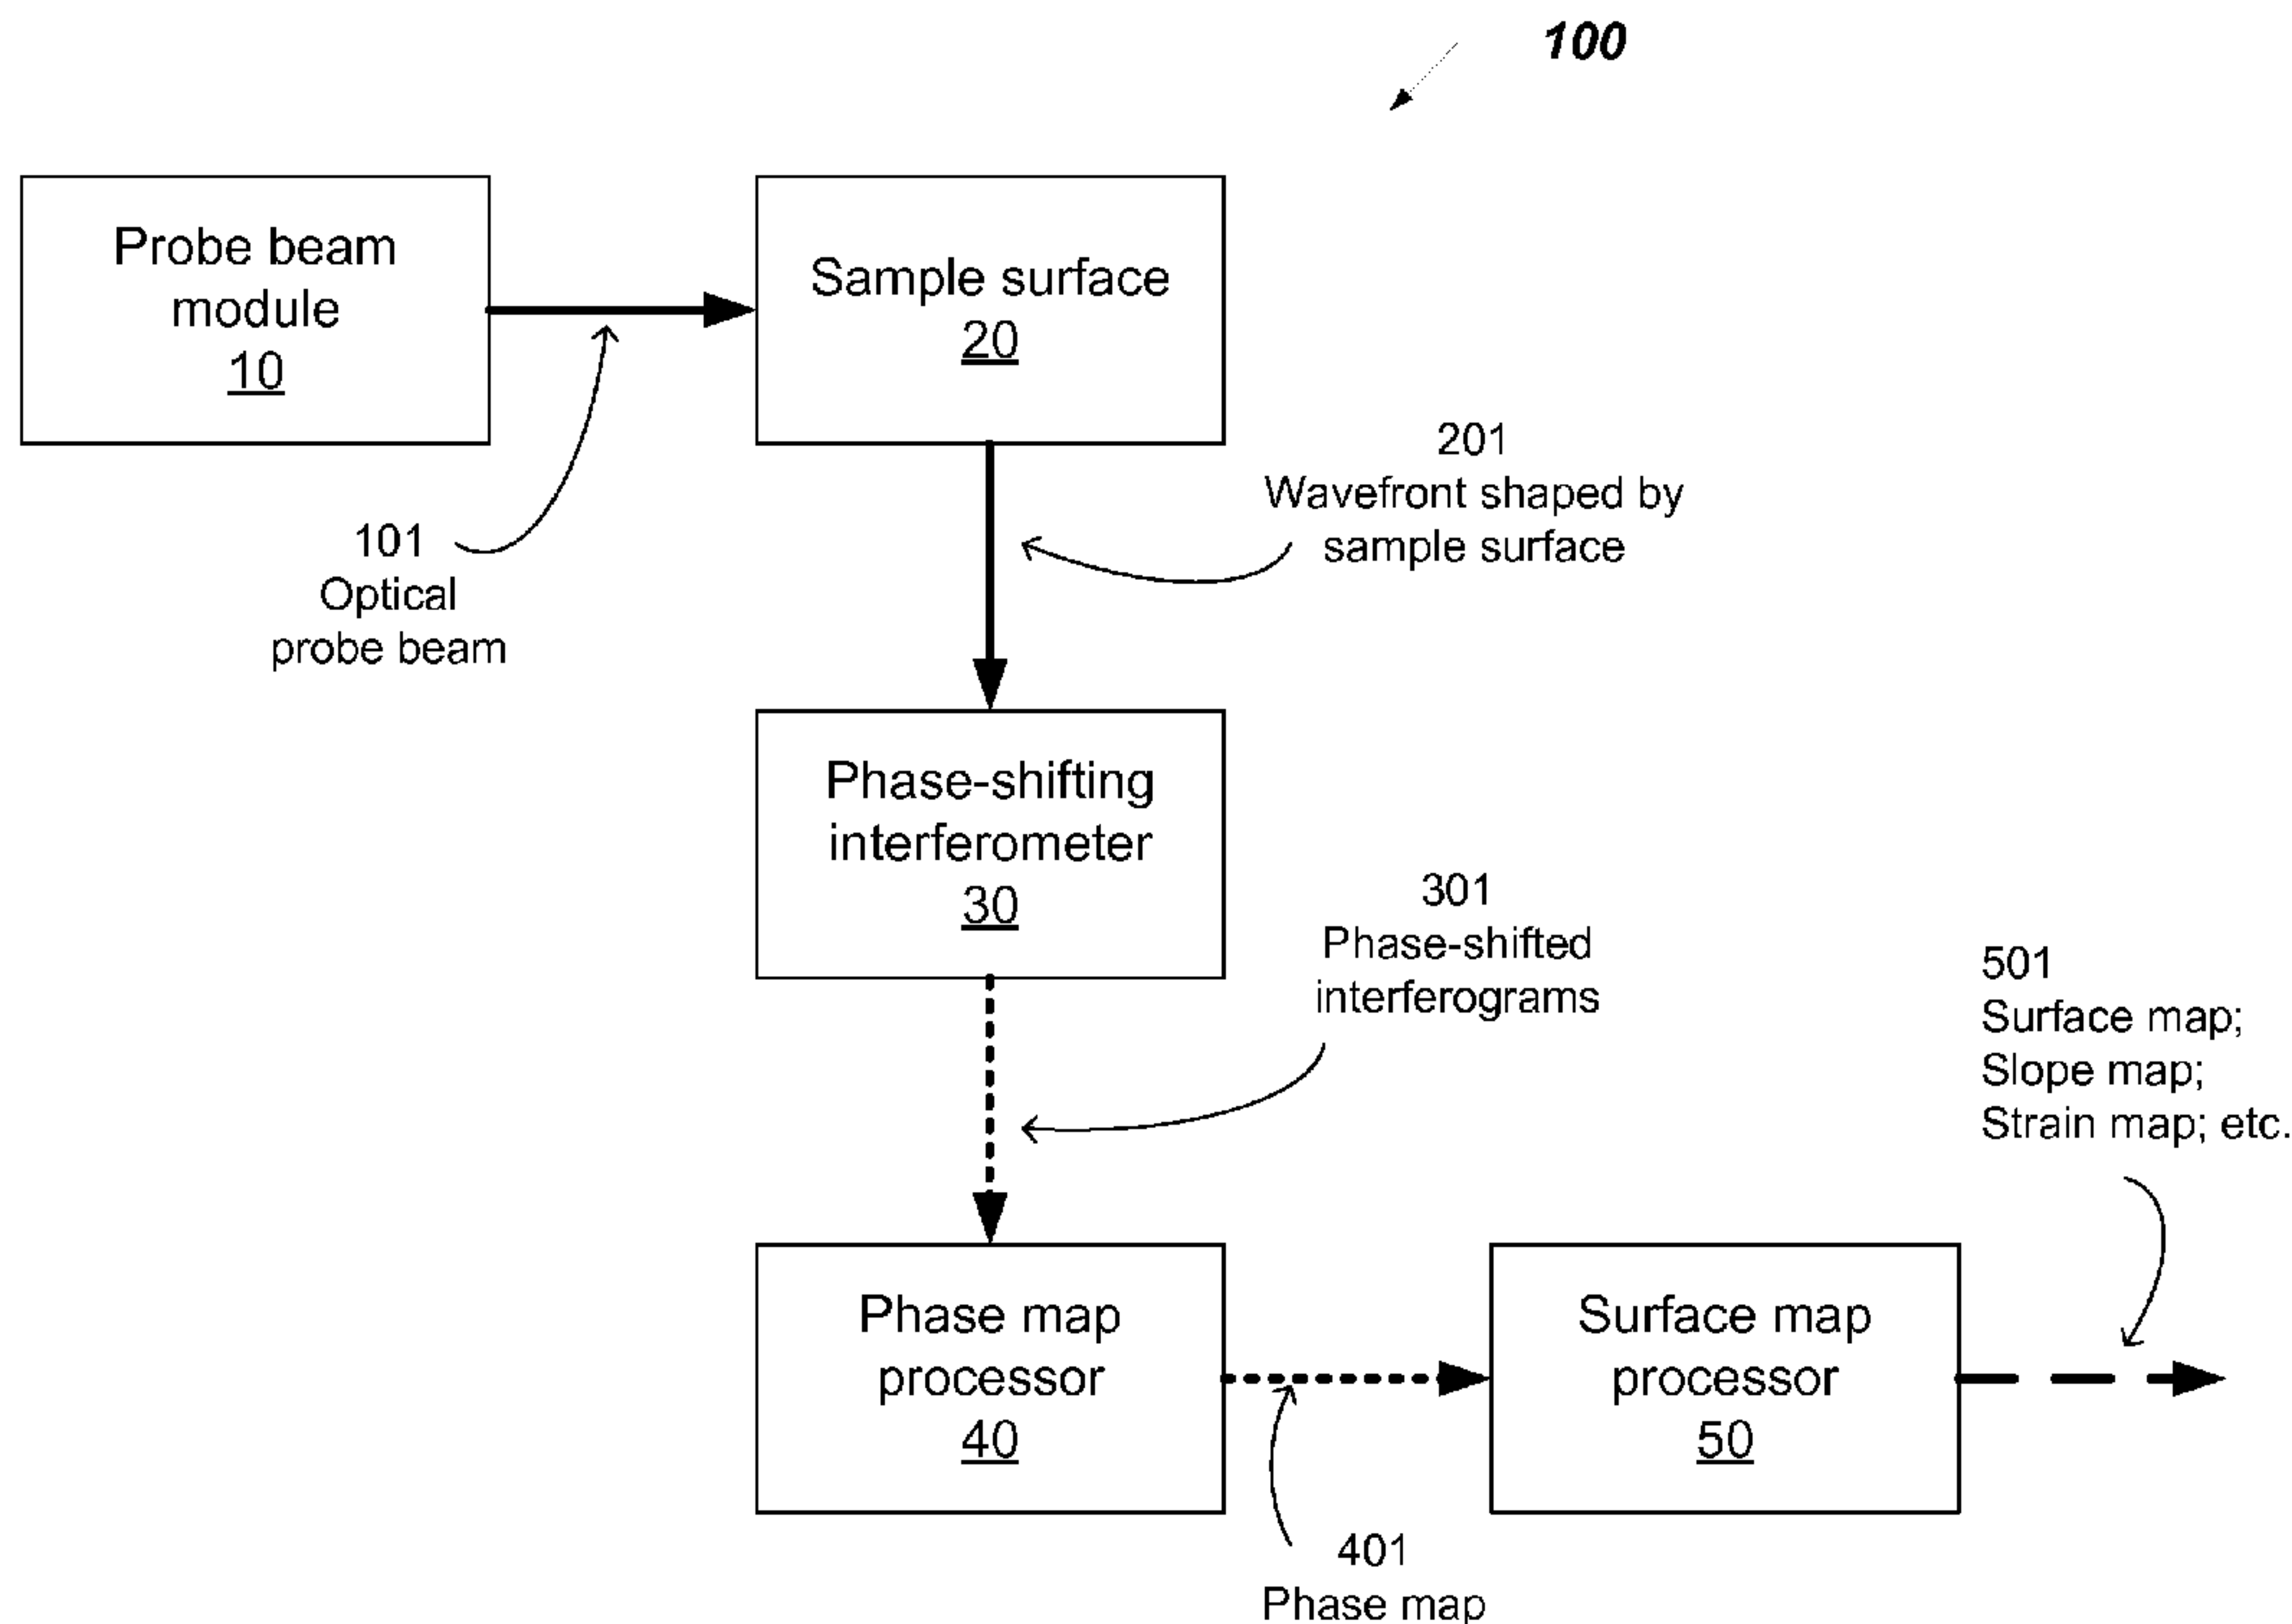 100
Probe beam
module
10
Sample surface
20
101
Optical
probe beam
201
Wavefront shaped by
sample surface
Phase-shifting
interferometer
30
301
Phase-shifted
interferograms
501
Surface map;
Slope map;
Strain map; etc.
Phase map
processor
40
Surface map
processor
50
401
Phase map